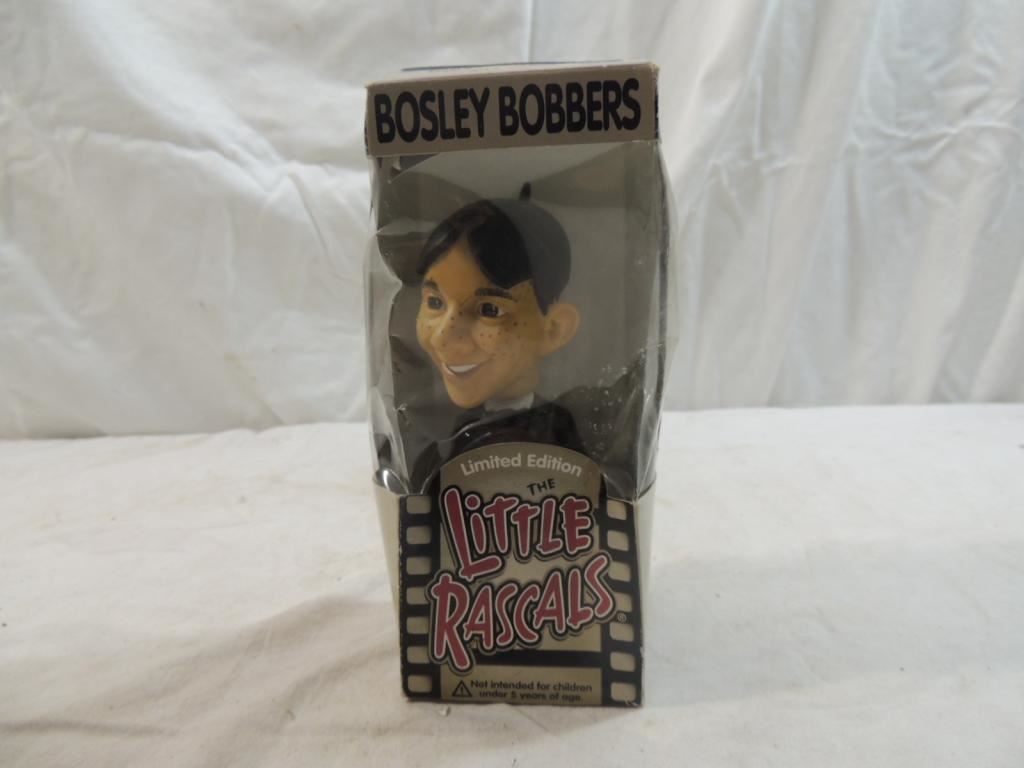 BOSLEY BOBBERS
Limited Edition
THE
LITTLE
RASCALS®
Not intended for children
under 5 years of age.